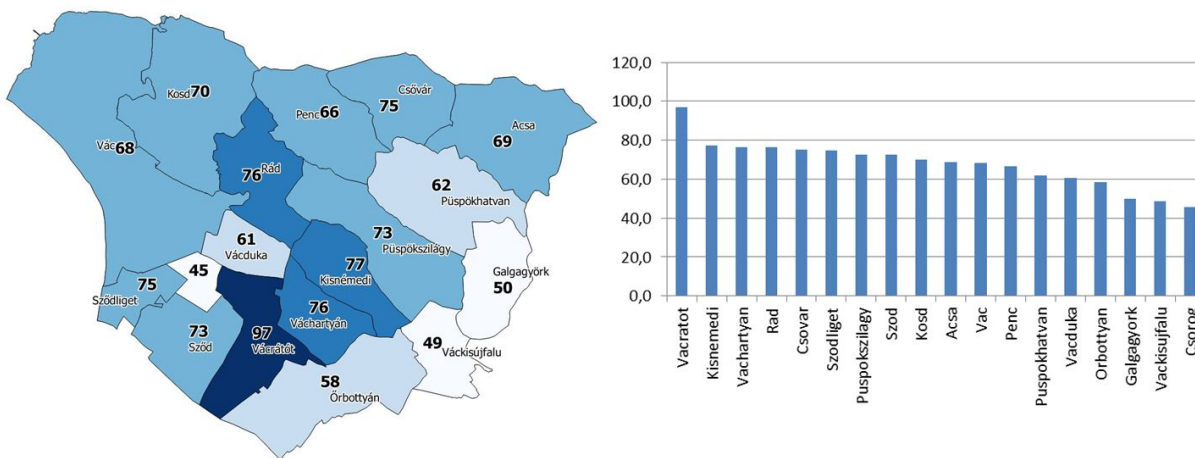 Kosd 70
Vác 68
Penc 66
Csővár
75
Acsa
69
76 Rád
62
Püspökhatvan
61
Vácduka
73
Püspökszilágy
77
Kisnémedi
Galgagyörk
50
45
75
Sződliget
73
Sződ
97
Vácrátót
76
Váchartyán
49
Váckisújfalu
58
Őrbottyán
120,0
100,0
80,0
60,0
40,0
20,0
0,0
Vacratot
Kisnemedi
Vachartyan
Rad
Csovar
Szodliget
Puspokszilagy
Szod
Kosd
Acsa
Vac
Penc
Puspokhatvan
Vacduka
Orbottyan
Galgagyork
Vackisujfalu
Csorog